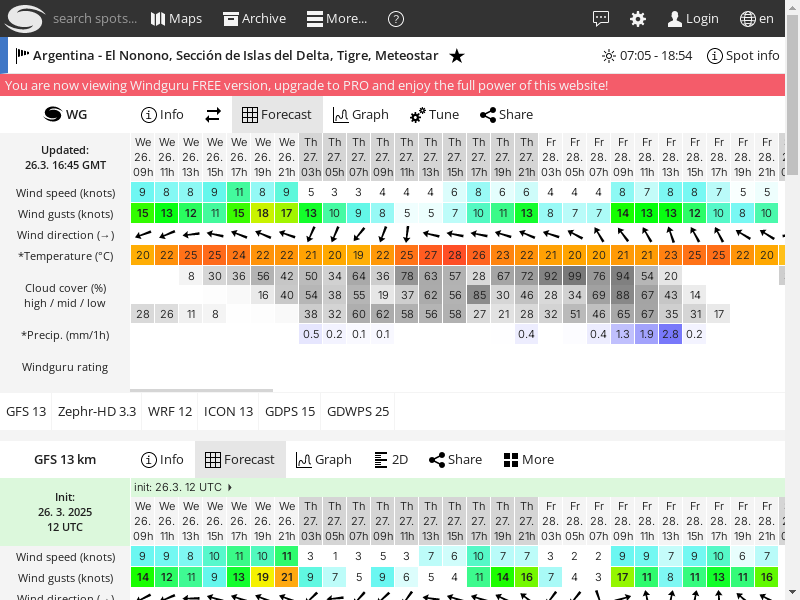 search spots... Maps Archive More... ? Login en
Argentina - El Nonono, Sección de Islas del Delta, Tigre, Meteostar ★ 07:05 - 18:54 Spot info
You are now viewing Windguru FREE version, upgrade to PRO and enjoy the full power of this website!
WG Info Forecast Graph Tune Share
Updated:
26.3. 16:45 GMT
We We We We We We We Th Th Th Th Th Th Th Th Th Th Fr Fr Fr Fr Fr Fr Fr Fr Fr Fr
26. 26. 26. 26. 26. 26. 26. 27. 27. 27. 27. 27. 27. 27. 27. 27. 27. 28. 28. 28. 28. 28. 28. 28. 28. 28. 28.
09h 11h 13h 15h 17h 19h 21h 03h 05h 07h 09h 11h 13h 15h 17h 19h 21h 03h 05h 07h 09h 11h 13h 15h 17h 19h 21h
Wind speed (knots) 9 8 8 9 11 8 9 5 3 3 4 4 4 6 8 6 6 4 4 4 8 7 8 8 7 5 5
Wind gusts (knots) 15 13 12 11 15 18 17 13 10 9 8 5 5 7 10 11 13 8 7 7 14 13 13 12 10 8 10
Wind direction (→)
*Temperature (°C) 20 22 25 25 24 22 22 21 20 19 22 25 27 28 26 23 22 21 20 20 21 21 23 25 25 22 20
Cloud cover (%)
high / mid / low
8 30 36 56 42 50 34 64 36 78 63 57 28 67 72 92 99 76 94 54 20
16 40 54 38 55 19 37 62 56 85 30 46 28 34 69 88 67 43 14
28 26 11 8 38 32 60 62 58 56 58 27 21 28 32 51 46 65 67 35 31 17
*Precip. (mm/1h) 0.5 0.2 0.1 0.1 0.4 0.4 1.3 1.9 2.8 0.2
Windguru rating
GFS 13 Zephr-HD 3.3 WRF 12 ICON 13 GDPS 15 GDWPS 25
GFS 13 km Info Forecast Graph 2D Share More
init: 26.3. 12 UTC
Init:
26. 3. 2025
12 UTC
We We We We We We We Th Th Th Th Th Th Th Th Th Th Fr Fr Fr Fr Fr Fr Fr Fr Fr Fr
26. 26. 26. 26. 26. 26. 26. 27. 27. 27. 27. 27. 27. 27. 27. 27. 27. 28. 28. 28. 28. 28. 28. 28. 28. 28. 28.
09h 11h 13h 15h 17h 19h 21h 03h 05h 07h 09h 11h 13h 15h 17h 19h 21h 03h 05h 07h 09h 11h 13h 15h 17h 19h 21h
Wind speed (knots) 9 9 8 10 11 10 11 3 1 3 5 3 7 6 10 7 7 3 2 2 9 9 7 9 10 6 7
Wind gusts (knots) 14 12 11 9 13 19 21 9 7 5 9 6 5 4 11 14 16 7 4 3 17 11 8 11 13 11 16
Wind direction (→)